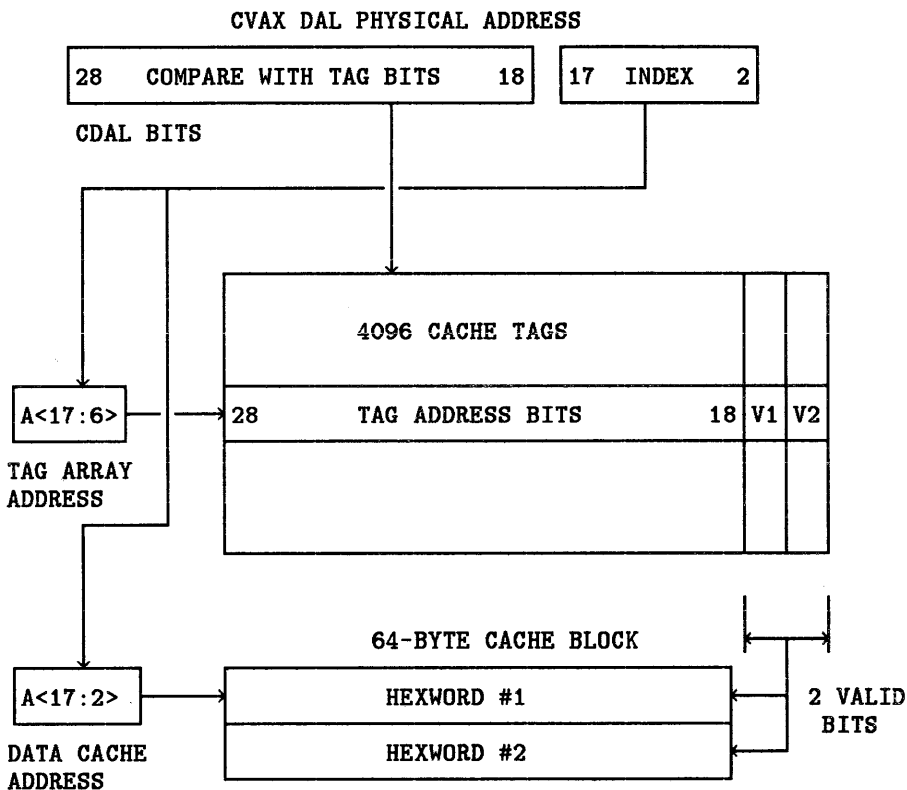 CVAX DAL PHYSICAL ADDRESS
28 COMPARE WITH TAG BITS 18 17 INDEX 2
CDAL BITS
4096 CACHE TAGS
A<17:6> 28 TAG ADDRESS BITS 18 V1 V2
TAG ARRAY
ADDRESS
64-BYTE CACHE BLOCK
A<17:2> HEXWORD #1
2 VALID
BITS
HEXWORD #2
DATA CACHE
ADDRESS